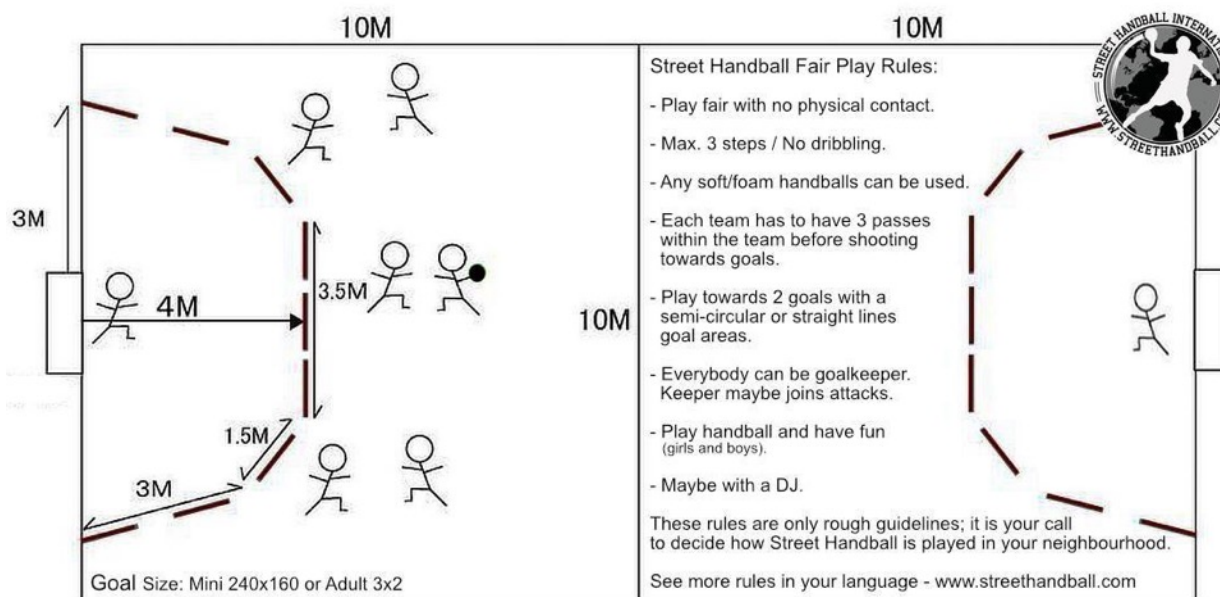 10M
10M
STREET HANDBALL INTERNAT
WWW.STREETHANDBALL.C
3M
4M
3.5M
10M
1.5M
3M
Goal Size: Mini 240x160 or Adult 3x2
Street Handball Fair Play Rules:
- Play fair with no physical contact.
- Max. 3 steps / No dribbling.
- Any soft/foam handballs can be used.
- Each team has to have 3 passes
within the team before shooting
towards goals.
- Play towards 2 goals with a
semi-circular or straight lines
goal areas.
- Everybody can be goalkeeper.
Keeper maybe joins attacks.
- Play handball and have fun
(girls and boys).
- Maybe with a DJ.
These rules are only rough guidelines; it is your call
to decide how Street Handball is played in your neighbourhood.
See more rules in your language - www.streethandball.com